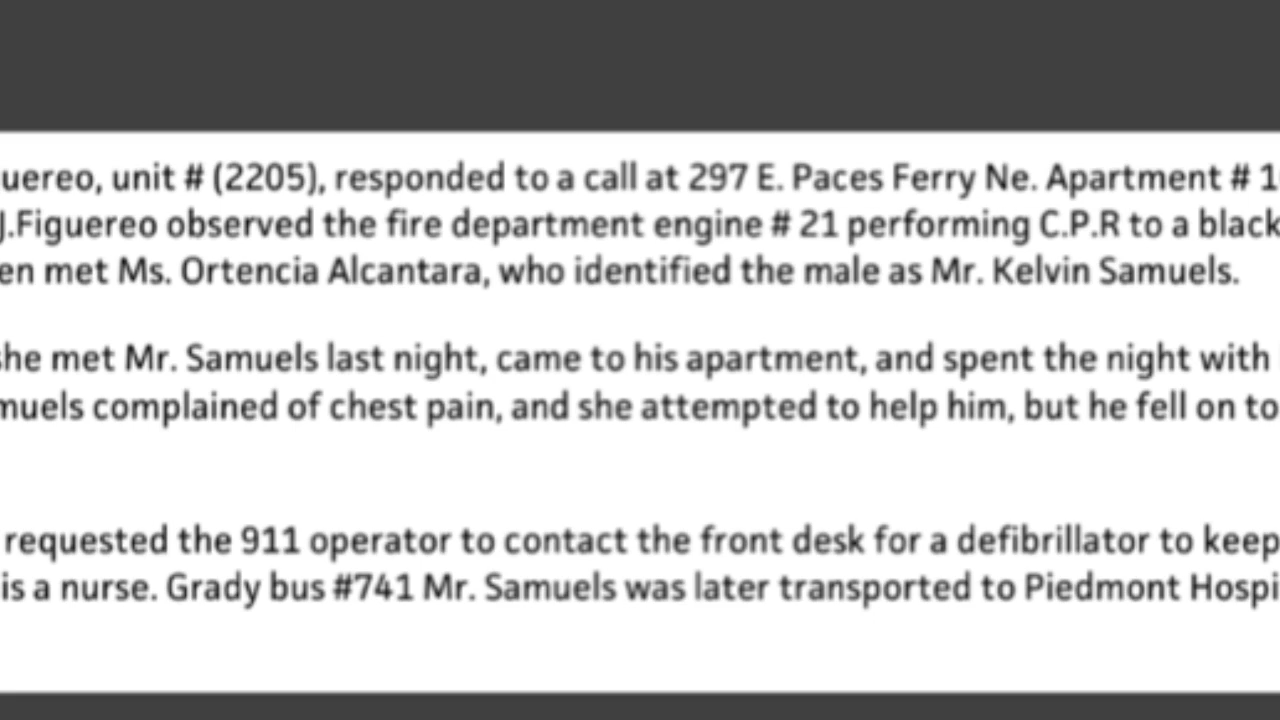 uereo, unit # (2205), responded to a call at 297 E. Paces Ferry Ne. Apartment # 1
J.Figuereo observed the fire department engine # 21 performing C.P.R to a black
en met Ms. Ortencia Alcantara, who identified the male as Mr. Kelvin Samuels.
she met Mr. Samuels last night, came to his apartment, and spent the night with
muels complained of chest pain, and she attempted to help him, but he fell on to
requested the 911 operator to contact the front desk for a defibrillator to keep
is a nurse. Grady bus #741 Mr. Samuels was later transported to Piedmont Hospi